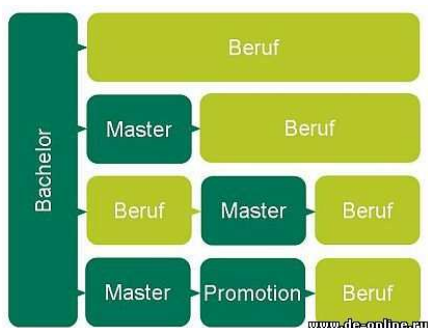 Bachelor
Beruf
Master Beruf
Beruf Master Beruf
Master Promotion Beruf
www.de-online.ru